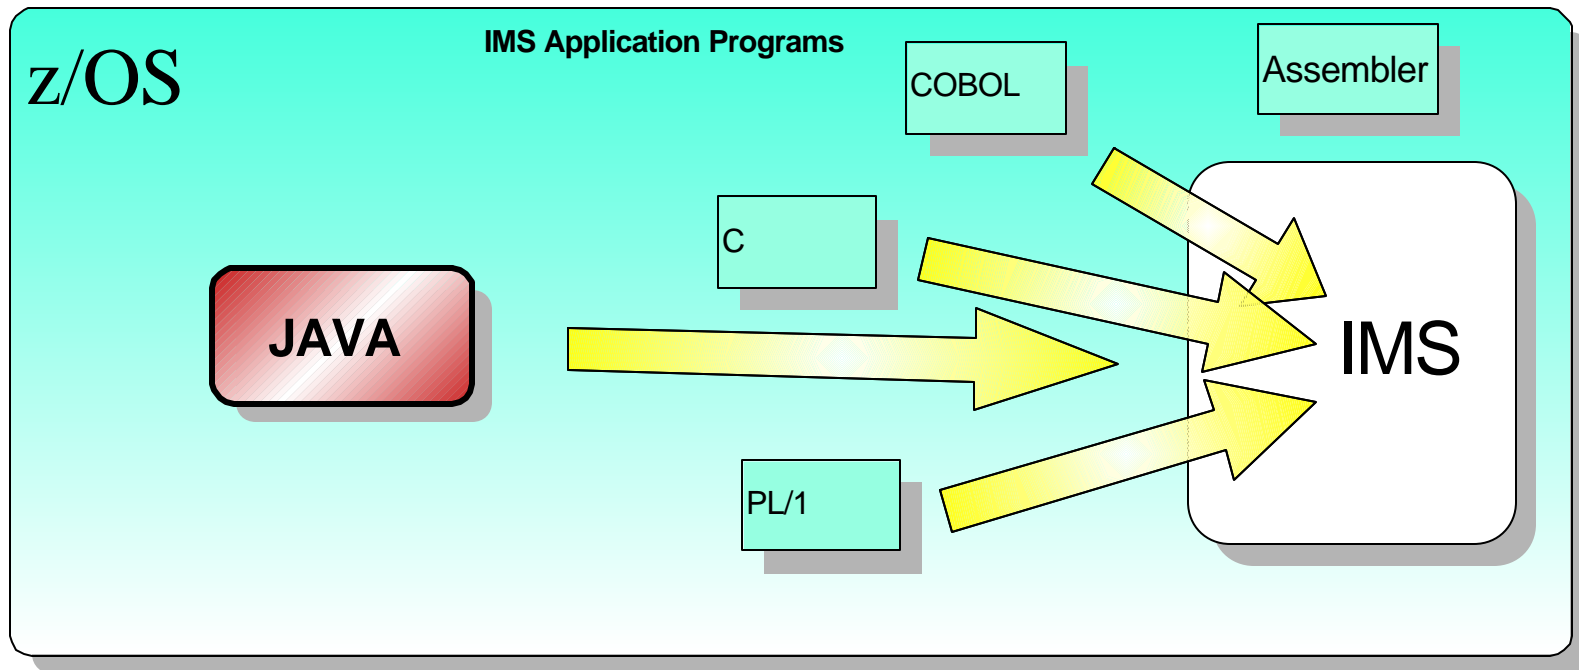 IMS Application Programs
z/OS
COBOL
Assembler
C
JAVA
IMS
PL/1